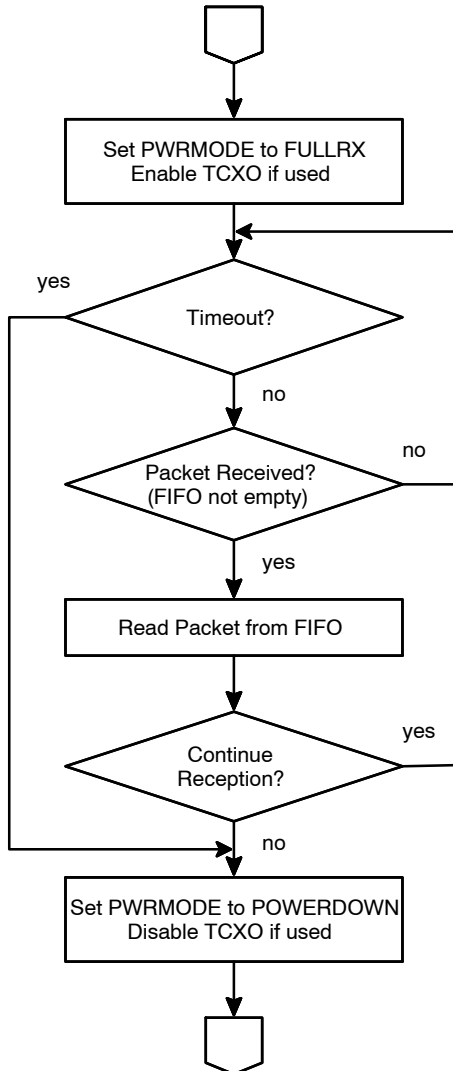 Set PWRMODE to FULLRX
Enable TCXO if used
yes
Timeout?
no
Packet Received?
(FIFO not empty)
no
yes
Read Packet from FIFO
Continue
Reception?
yes
no
Set PWRMODE to POWERDOWN
Disable TCXO if used